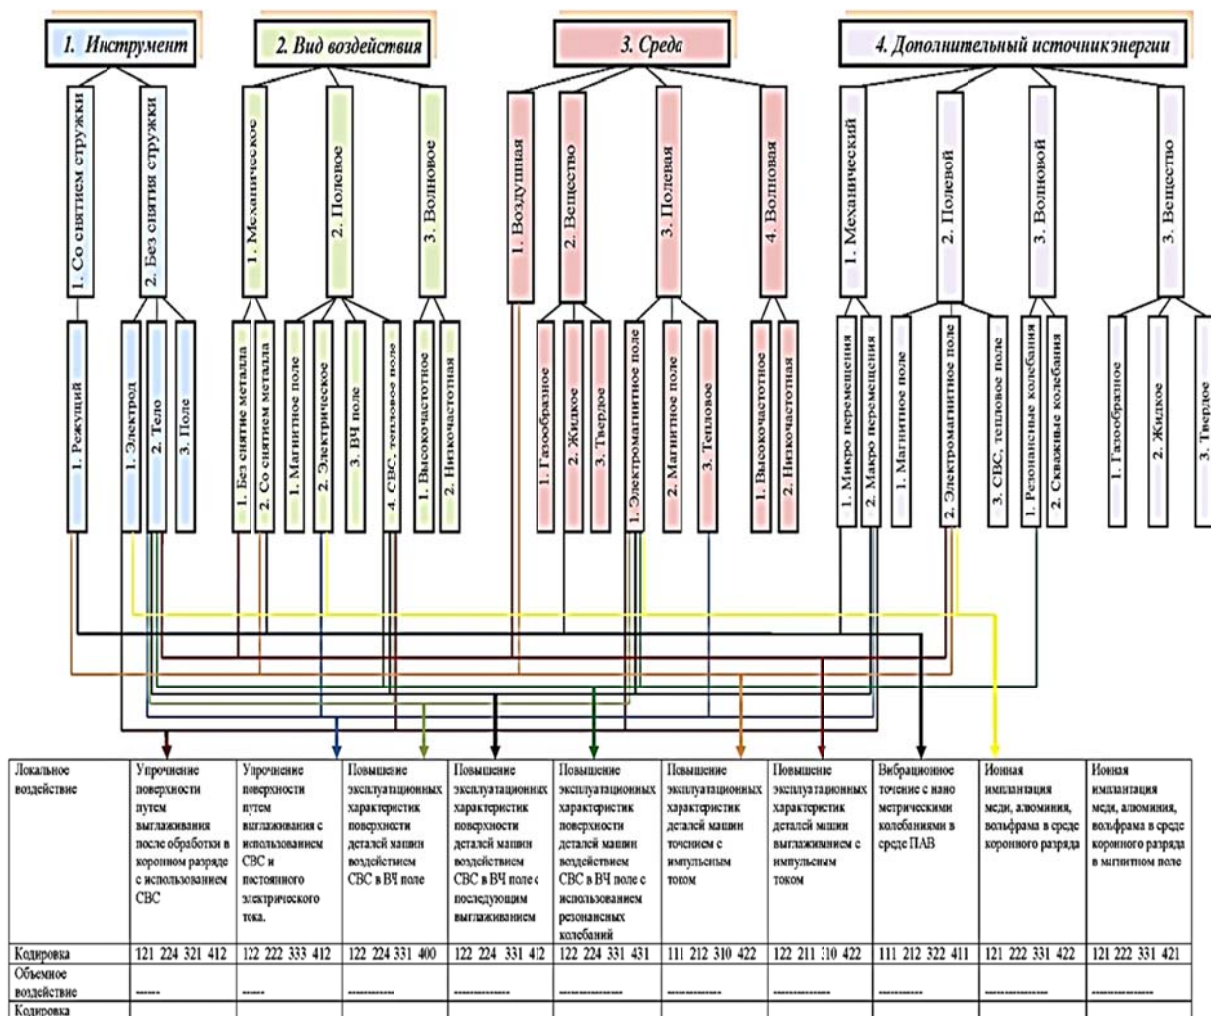 1. Инструмент
2. Вид воздействия
3. Среда
4. Дополнительный источник энергии
1. Со снятием стружки
2. Без снятия стружки
1. Механическое
2. Полевое
3. Волновое
1. Воздушная
2. Вещество
3. Полевая
4. Волновая
1. Механический
2. Полевой
3. Волновой
3. Вещество
1. Режущий
1. Электрод
2. Тело
3. Поле
1. Без снятие металла
2. Со снятием металла
1. Магнитное поле
2. Электрическое
3. ВЧ поле
4. СВС, тепловое поле
1. Высокочастотное
2. Низкочастотная
1. Газообразное
2. Жидкое
3. Твердое
1. Электромагнитное поле
2. Магнитное поле
3. Тепловое
1. Высокочастотное
2. Низкочастотная
1. Микро перемещения
2. Макро перемещения
1. Магнитное поле
2. Электромагнитное поле
3. СВС, тепловое поле
1. Резонансные колебания
2. Скважные колебания
1. Газообразное
2. Жидкое
3. Твердое
Локальное
воздействие
Упрочнение
поверхности
путем
выглаживания
после обработки в
коронном разряде
с использованием
СВС
Упрочнение
поверхности
путем
выглаживания с
использованием
СВС и
постоянного
электрического
тока.
Повышение
эксплуатационных
характеристик
поверхности
деталей машин
воздействием
СВС в ВЧ поле
Повышение
эксплуатационных
характеристик
поверхности
деталей машин
воздействием
СВС в ВЧ поле с
последующим
выглаживанием
Повышение
эксплуатационных
характеристик
поверхности
деталей машин
воздействием
СВС в ВЧ поле с
использованием
резонансных
колебаний
Повышение
эксплуатационных
характеристик
деталей машин
точением с
импульсным
током
Повышение
эксплуатационных
характеристик
деталей машин
выглаживанием с
импульсным
током
Вибрационное
точение с нано
метрическими
колебаниями в
среде ПАВ
Ионная
имплантация
меди, алюминия,
вольфрама в среде
коронного разряда
Ионная
имплантация
меди, алюминия,
вольфрама в среде
коронного разряда
в магнитном поле
Кодировка
121 224 321 412
122 222 333 412
122 224 331 400
122 224 331 412
122 224 331 431
111 212 310 422
122 211 310 422
111 212 322 411
121 222 331 422
121 222 331 421
Объемное
воздействие
------
------
------------
--------------
----------------
------------
--------------
-----------
----------------
----------------
Кодировка